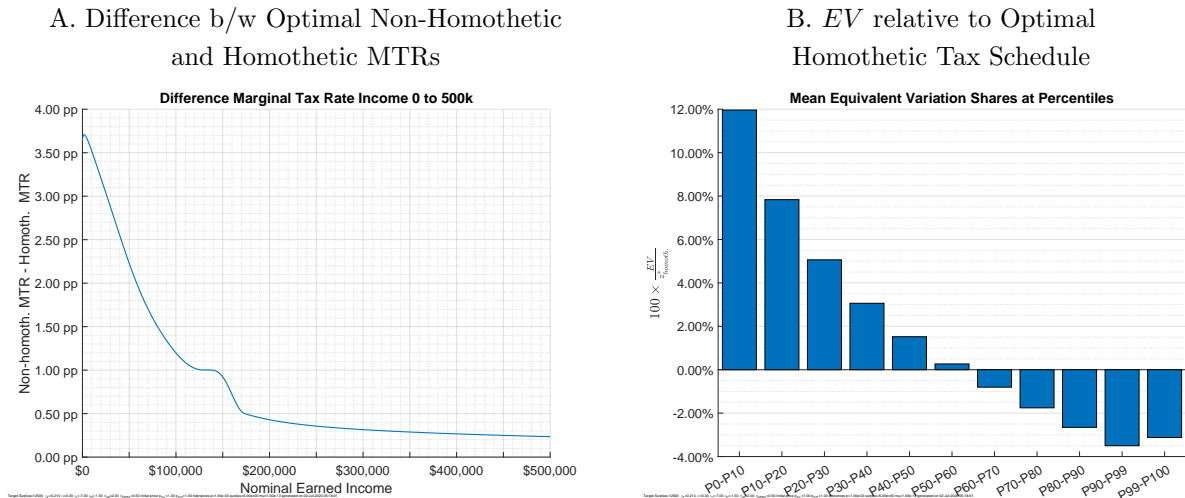 A. Difference b/w Optimal Non-Homothetic
and Homothetic MTRs
Difference Marginal Tax Rate Income 0 to 500k
4.00 pp
3.50 pp
3.00 pp
2.50 pp
2.00 pp
1.50 pp
1.00 pp
0.50 pp
0.00 pp
Non-homoth. MTR - Homoth. MTR
$0
$100,000
$200,000
$300,000
$400,000
$500,000
Nominal Earned Income
B. EV relative to Optimal
Homothetic Tax Schedule
Mean Equivalent Variation Shares at Percentiles
12.00%
10.00%
8.00%
6.00%
4.00%
2.00%
0.00%
-2.00%
-4.00%
100 × EV / z*homoth.
P0-P10
P10-P20
P20-P30
P30-P40
P40-P50
P50-P60
P60-P70
P70-P80
P80-P90
P90-P99
P99-P100